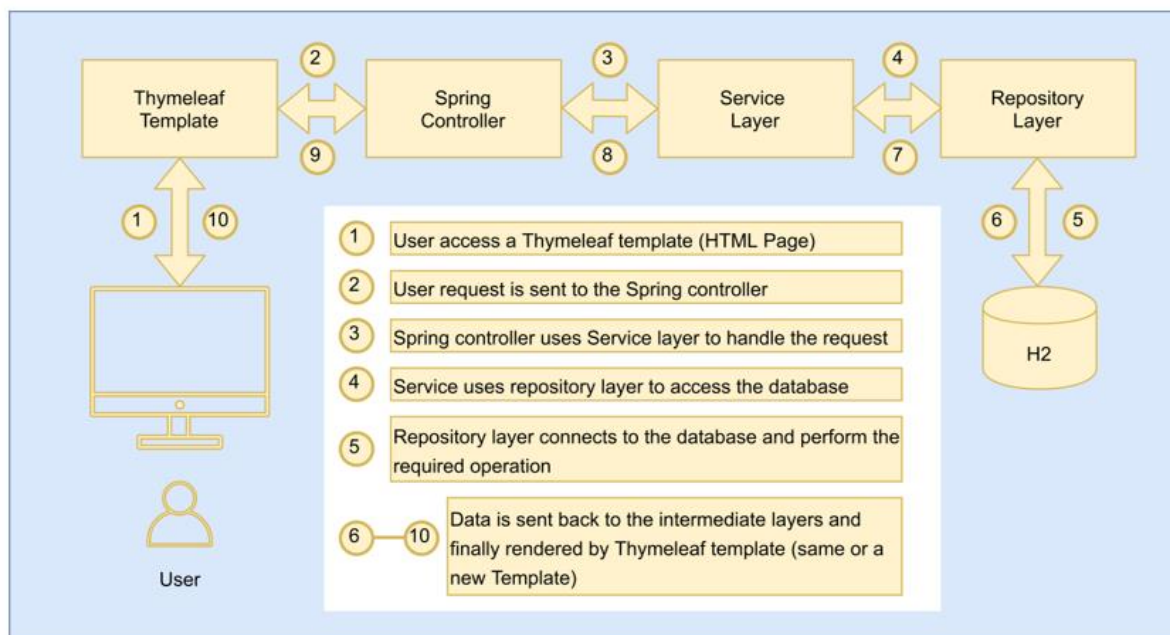 2
3
4
Thymeleaf
Template
Spring
Controller
Service
Layer
Repository
Layer
9
8
7
1
10
6
5
1
User access a Thymeleaf template (HTML Page)
2
User request is sent to the Spring controller
3
Spring controller uses Service layer to handle the request
4
Service uses repository layer to access the database
5
Repository layer connects to the database and perform the
required operation
6
10
Data is sent back to the intermediate layers and
finally rendered by Thymeleaf template (same or a
new Template)
H2
User